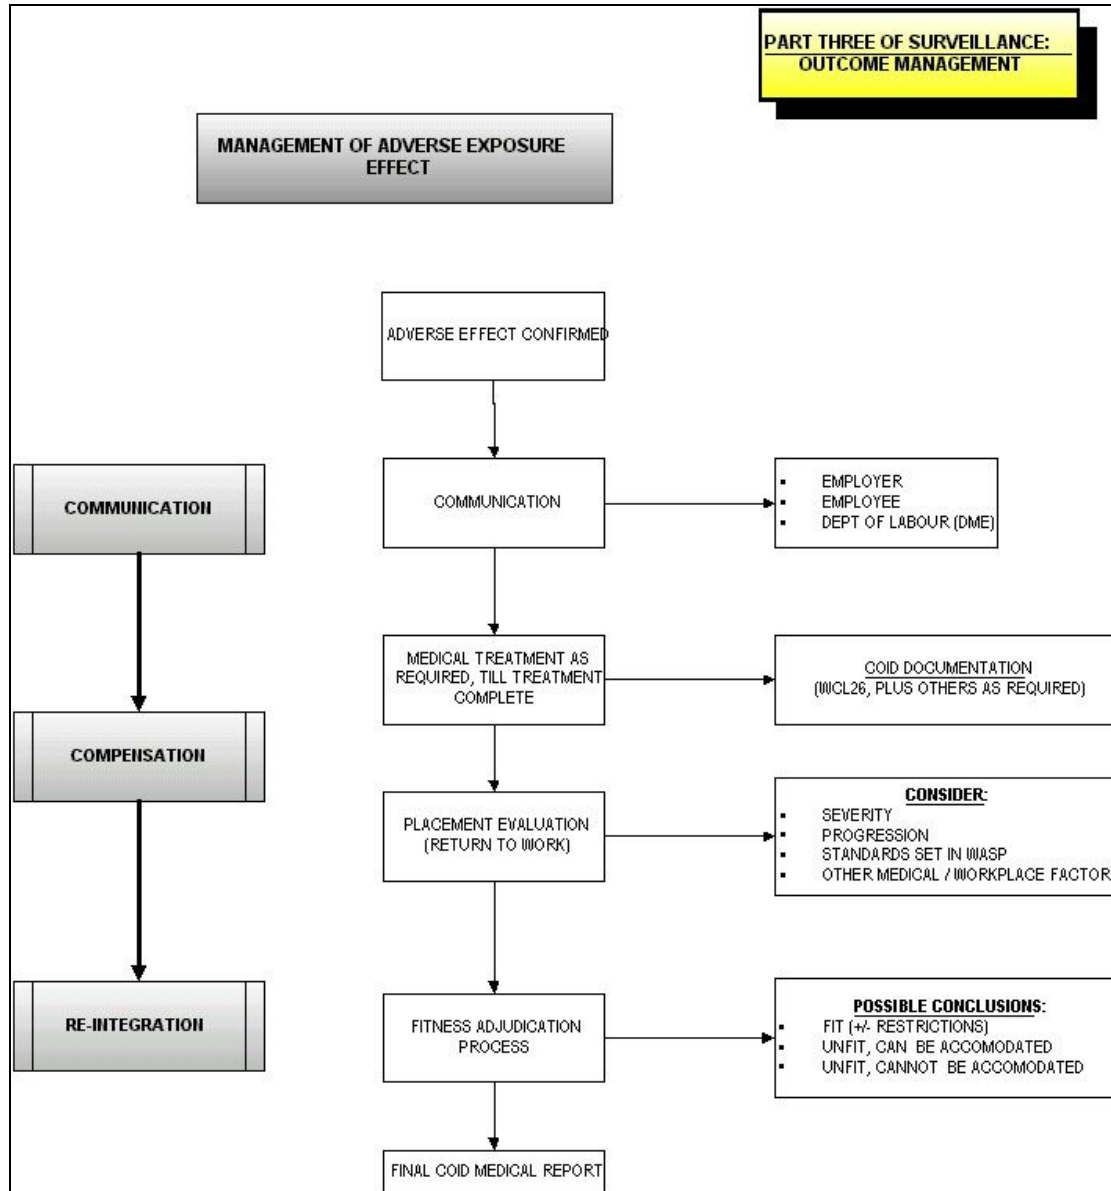 PART THREE OF SURVEILLANCE:
OUTCOME MANAGEMENT
MANAGEMENT OF ADVERSE EXPOSURE
EFFECT
ADVERSE EFFECT CONFIRMED
COMMUNICATION
COMMUNICATION
▪ EMPLOYER
▪ EMPLOYEE
▪ DEPT OF LABOUR (DME)
MEDICAL TREATMENT AS
REQUIRED, TILL TREATMENT
COMPLETE
COID DOCUMENTATION
(WCL26, PLUS OTHERS AS REQUIRED)
COMPENSATION
PLACEMENT EVALUATION
(RETURN TO WORK)
CONSIDER:
▪ SEVERITY
▪ PROGRESSION
▪ STANDARDS SET IN WASP
▪ OTHER MEDICAL / WORKPLACE FACTOR
RE-INTEGRATION
FITNESS ADJUDICATION
PROCESS
POSSIBLE CONCLUSIONS:
▪ FIT (+/- RESTRICTIONS)
▪ UNFIT, CAN BE ACCOMODATED
▪ UNFIT, CANNOT BE ACCOMODATED
FINAL COID MEDICAL REPORT